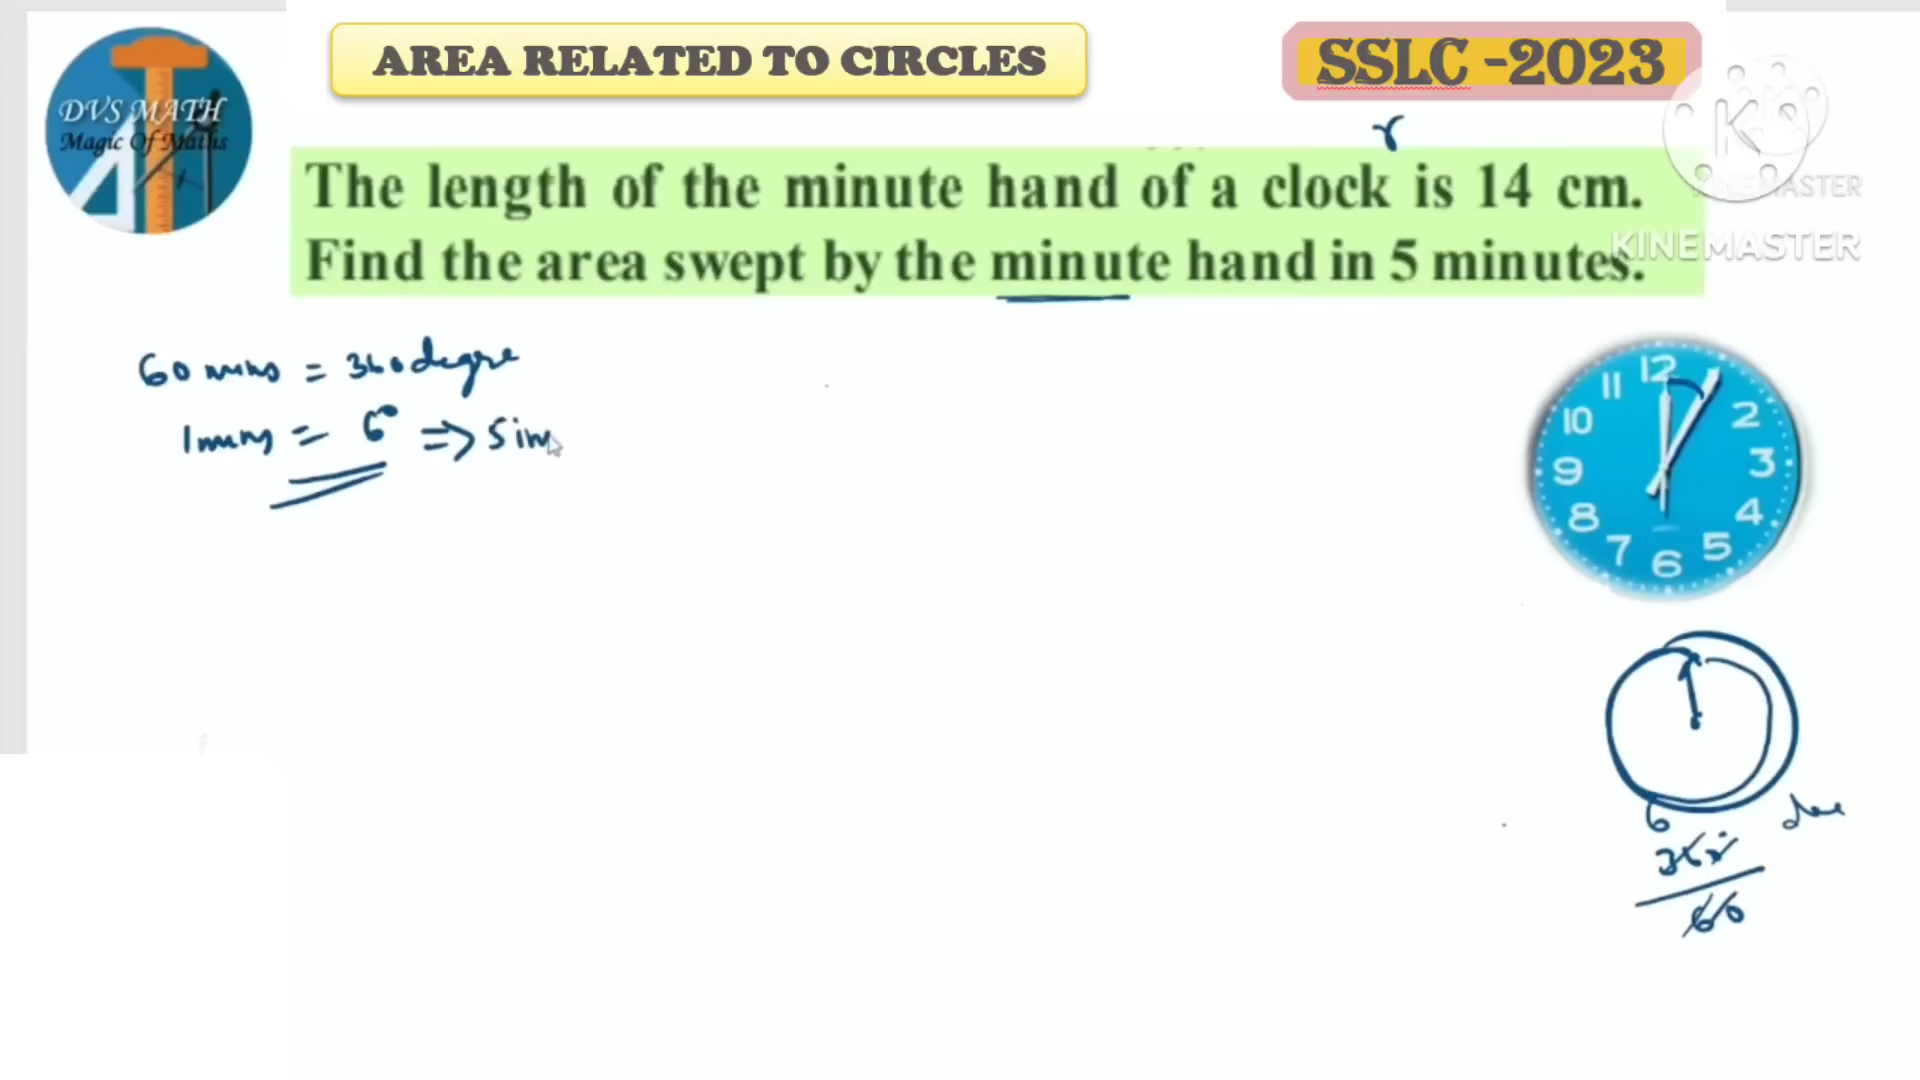 AREA RELATED TO CIRCLES
SSLC -2023
DVS MATH
Magic Of Maths
r
The length of the minute hand of a clock is 14 cm.
Find the area swept by the minute hand in 5 minutes.
KINEMASTER
KINEMASTER
60 mins = 360 degree
1 min = 6° => 5 im
12
11
10
2
9
3
8
4
7
6
5
6
360
60